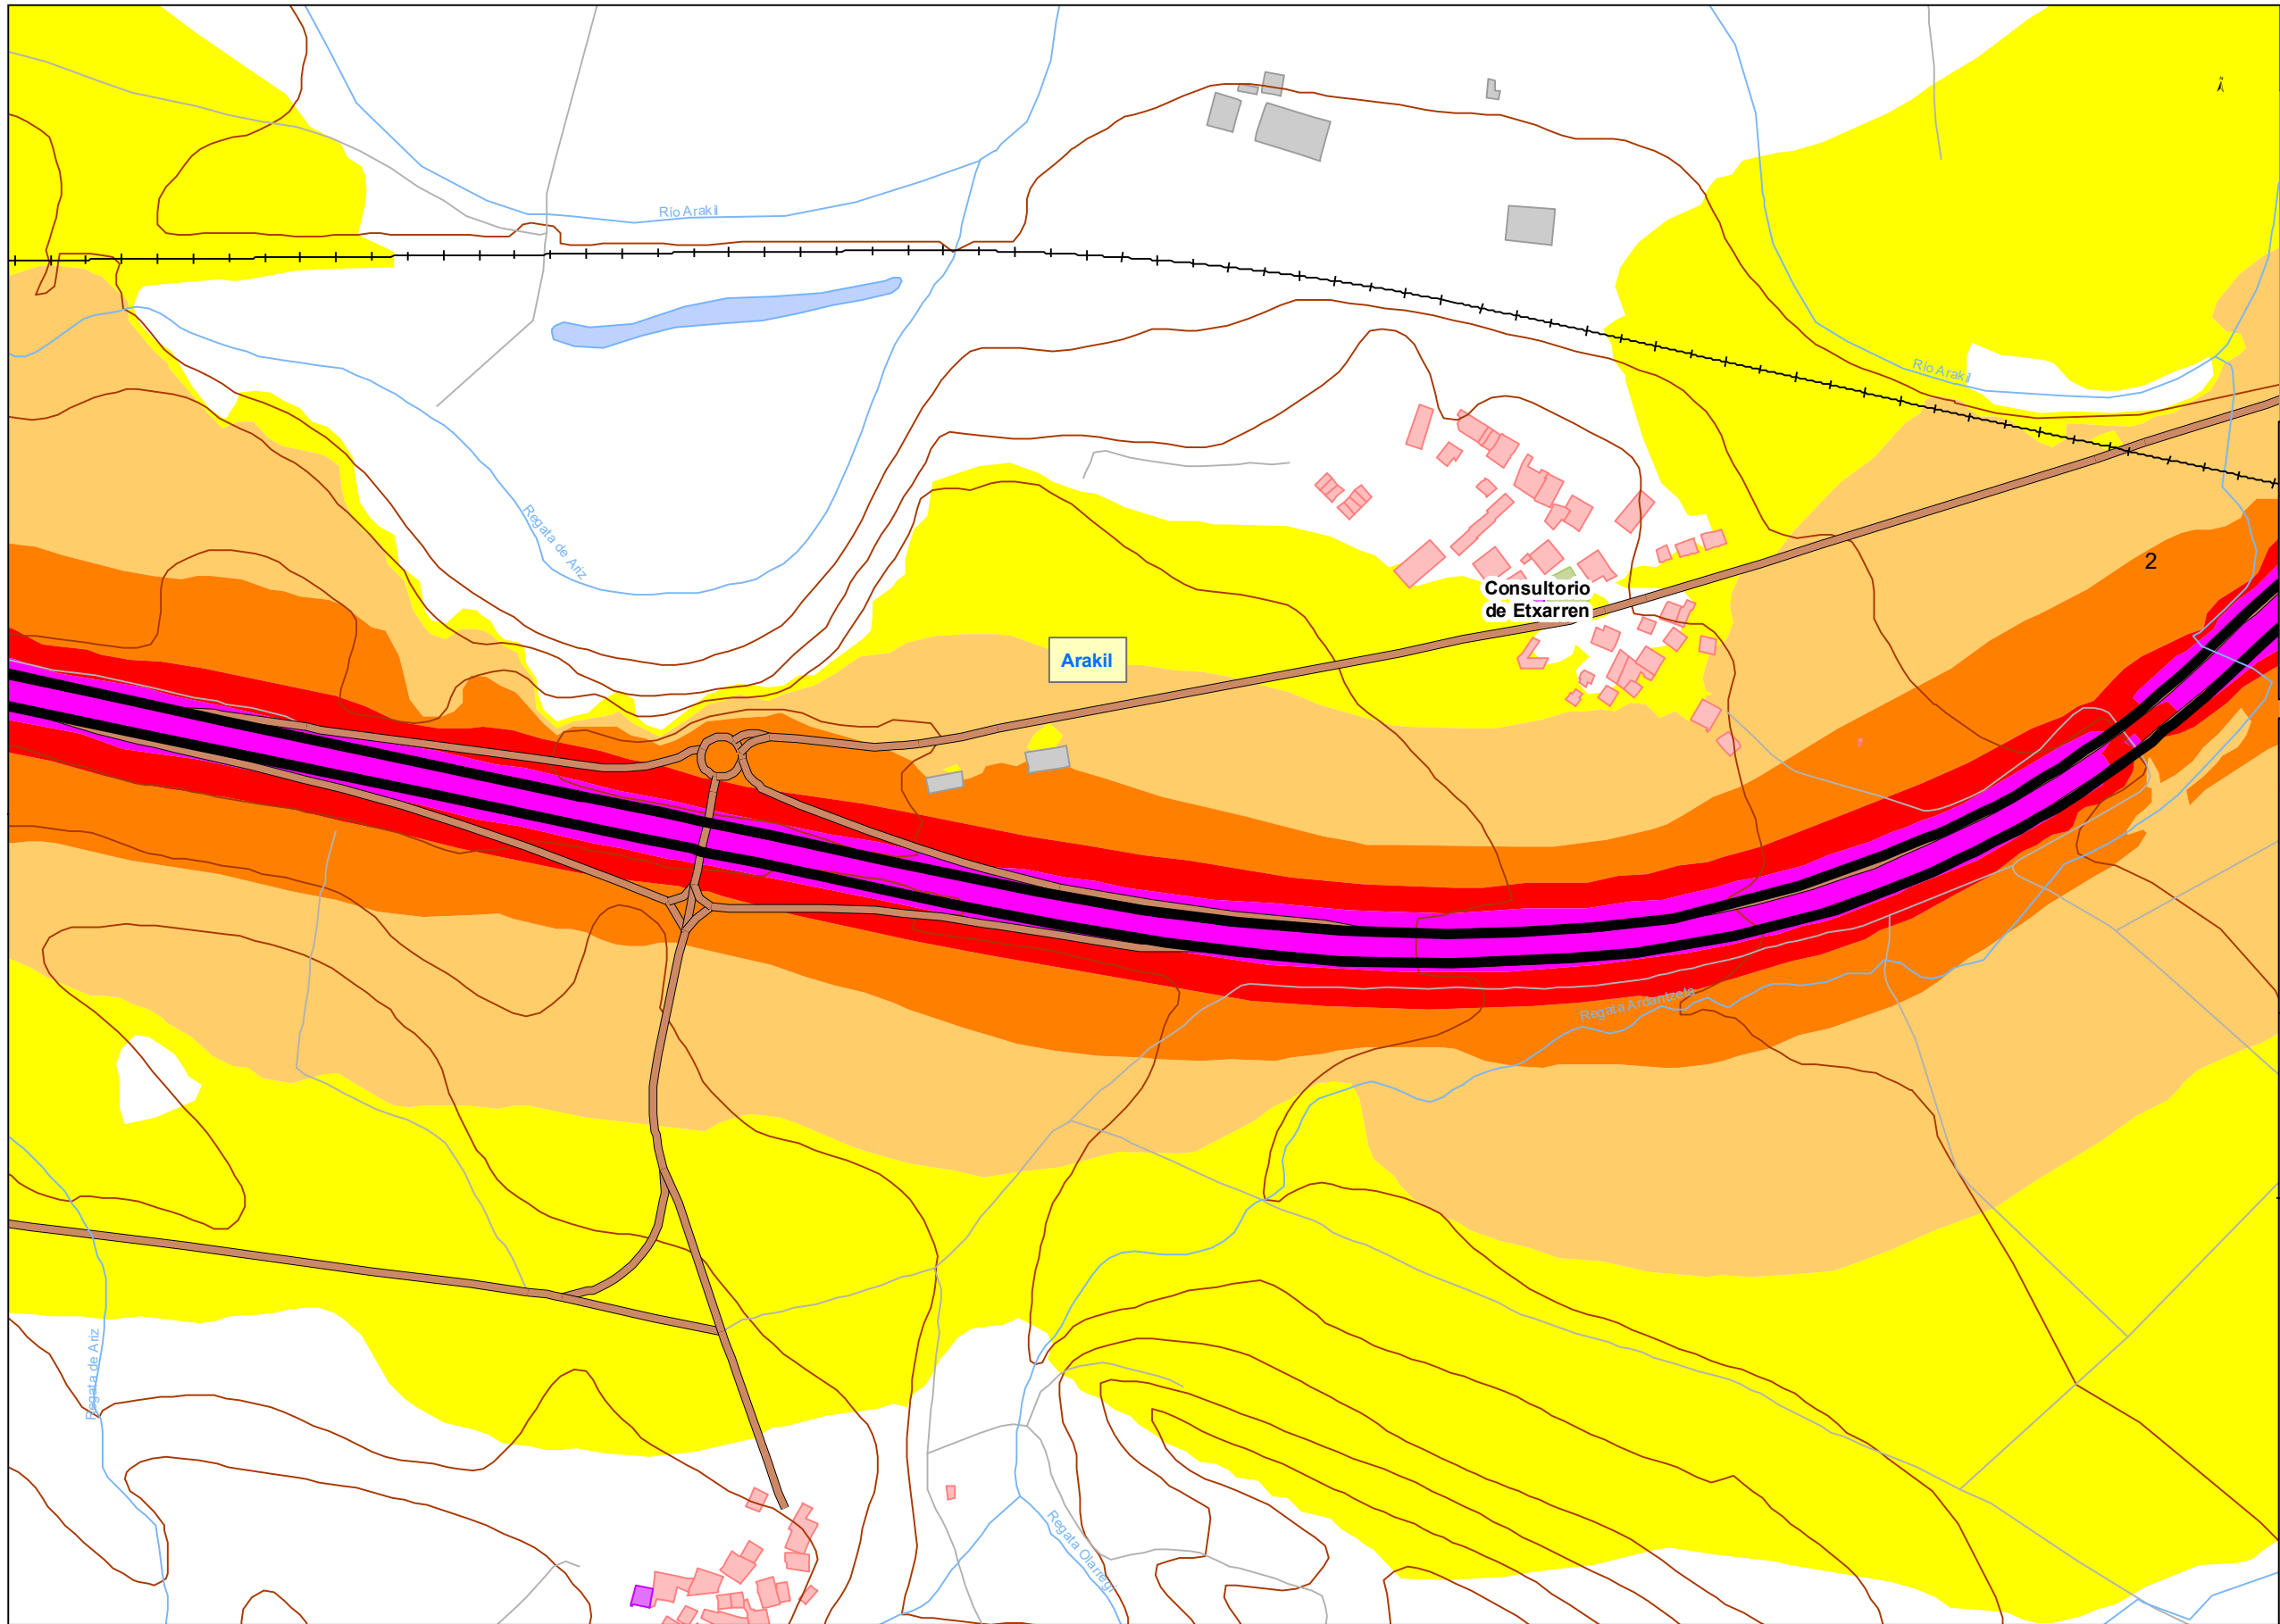 N
Río Arakil
Río Arakil
Regata de Ariz
2
Consultorio
de Etxarren
Arakil
Regata Ardantzeta
Regata de Ariz
Regata Olarregi